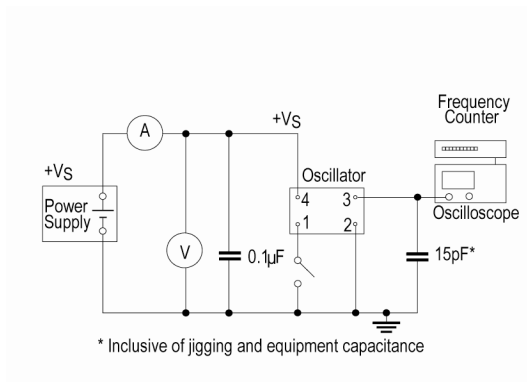 Frequency
Counter
+VS
A
+VS
Oscillator
4 3
1 2
Power
Supply
Oscilloscope
V
0.1µF
15pF*
* Inclusive of jigging and equipment capacitance